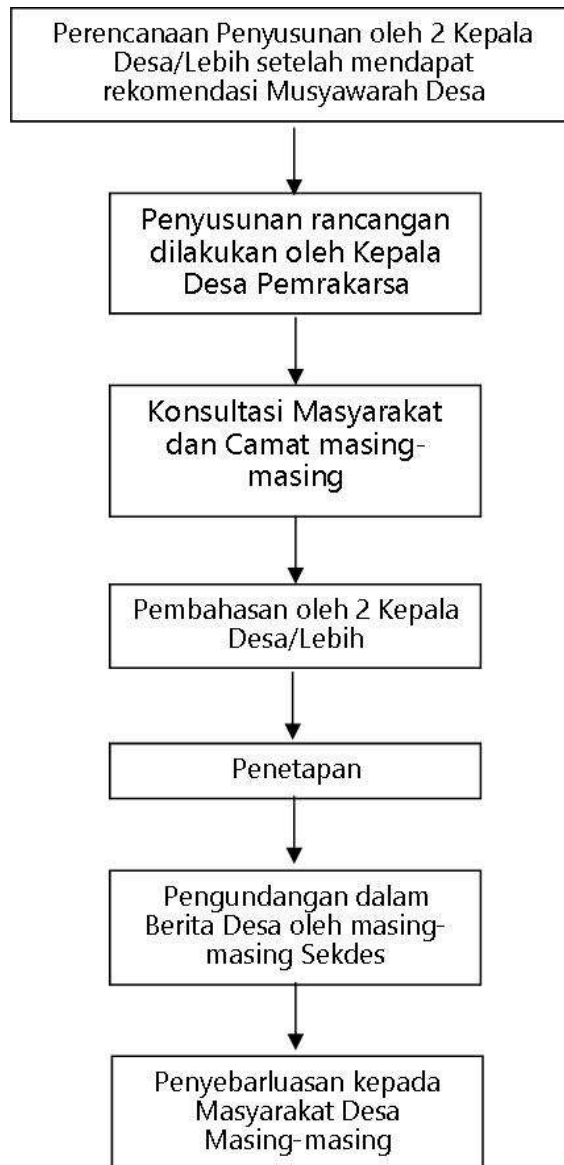 Perencanaan Penyusunan oleh 2 Kepala
Desa/Lebih setelah mendapat
rekomendasi Musyawarah Desa
Penyusunan rancangan
dilakukan oleh Kepala
Desa Pemrakarsa
Konsultasi Masyarakat
dan Camat masing-
masing
Pembahasan oleh 2 Kepala
Desa/Lebih
Penetapan
Pengundangan dalam
Berita Desa oleh masing-
masing Sekdes
Penyebarluasan kepada
Masyarakat Desa
Masing-masing